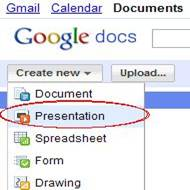 Gmail Calendar Documents
Google docs
Create new Upload...
Document
Presentation
Spreadsheet
Form
Drawing